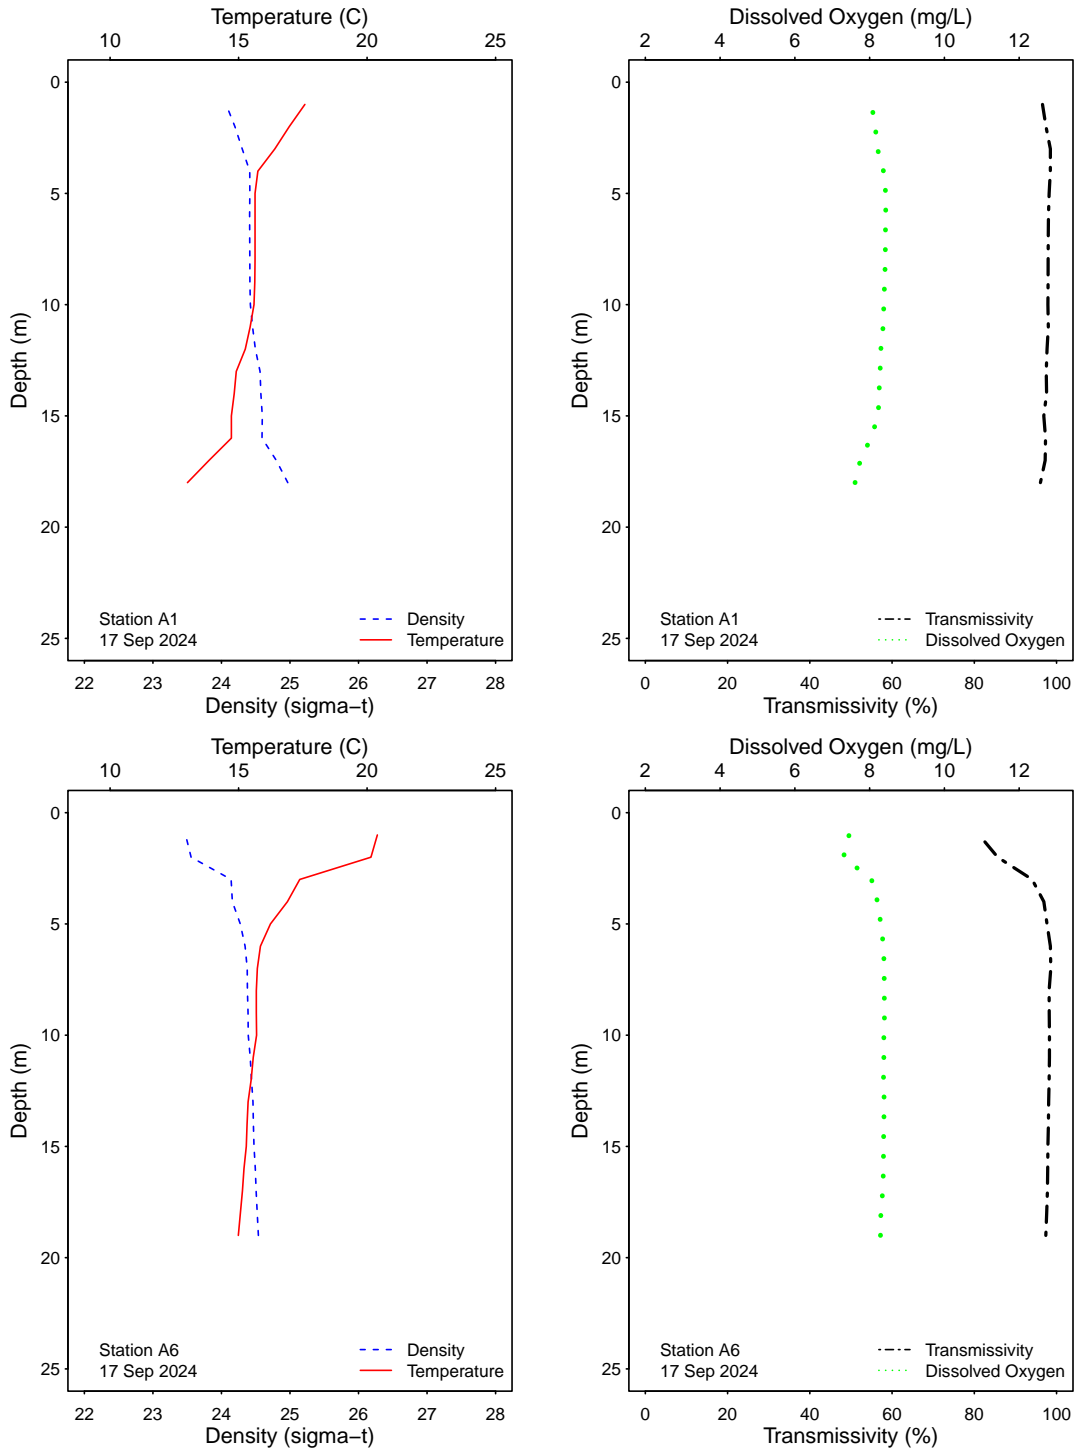 Temperature (C)
10 15 20 25
Depth (m)
0
5
10
15
20
25
Station A1
17 Sep 2024
Density
Temperature
22 23 24 25 26 27 28
Density (sigma−t)
Dissolved Oxygen (mg/L)
2 4 6 8 10 12
Depth (m)
0
5
10
15
20
25
Station A1
17 Sep 2024
Transmissivity
Dissolved Oxygen
0 20 40 60 80 100
Transmissivity (%)
Temperature (C)
10 15 20 25
Depth (m)
0
5
10
15
20
25
Station A6
17 Sep 2024
Density
Temperature
22 23 24 25 26 27 28
Density (sigma−t)
Dissolved Oxygen (mg/L)
2 4 6 8 10 12
Depth (m)
0
5
10
15
20
25
Station A6
17 Sep 2024
Transmissivity
Dissolved Oxygen
0 20 40 60 80 100
Transmissivity (%)